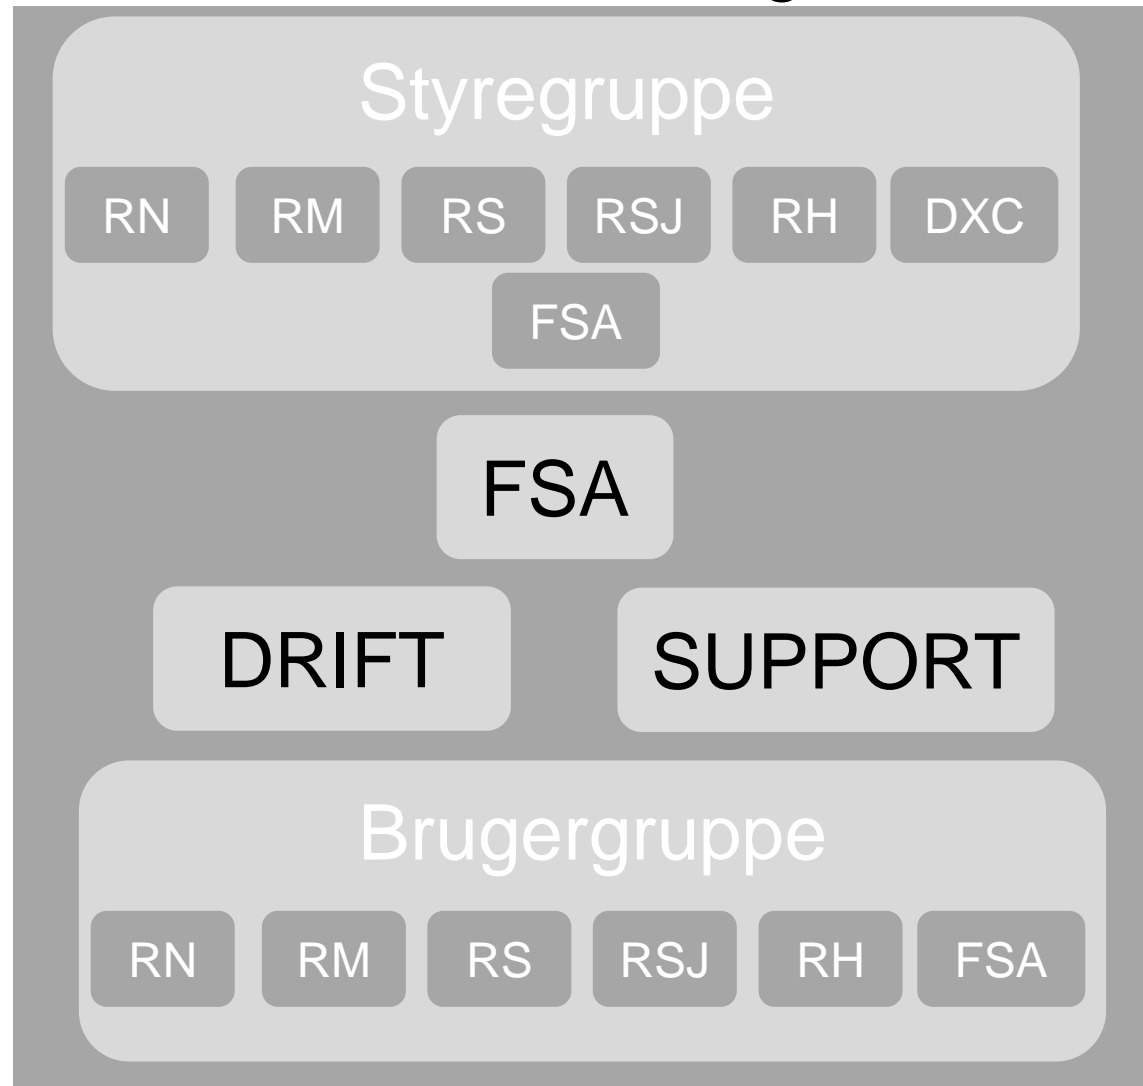 Styregruppe
RN RM RS RSJ RH DXC
FSA
FSA
DRIFT SUPPORT
Brugergruppe
RN RM RS RSJ RH FSA